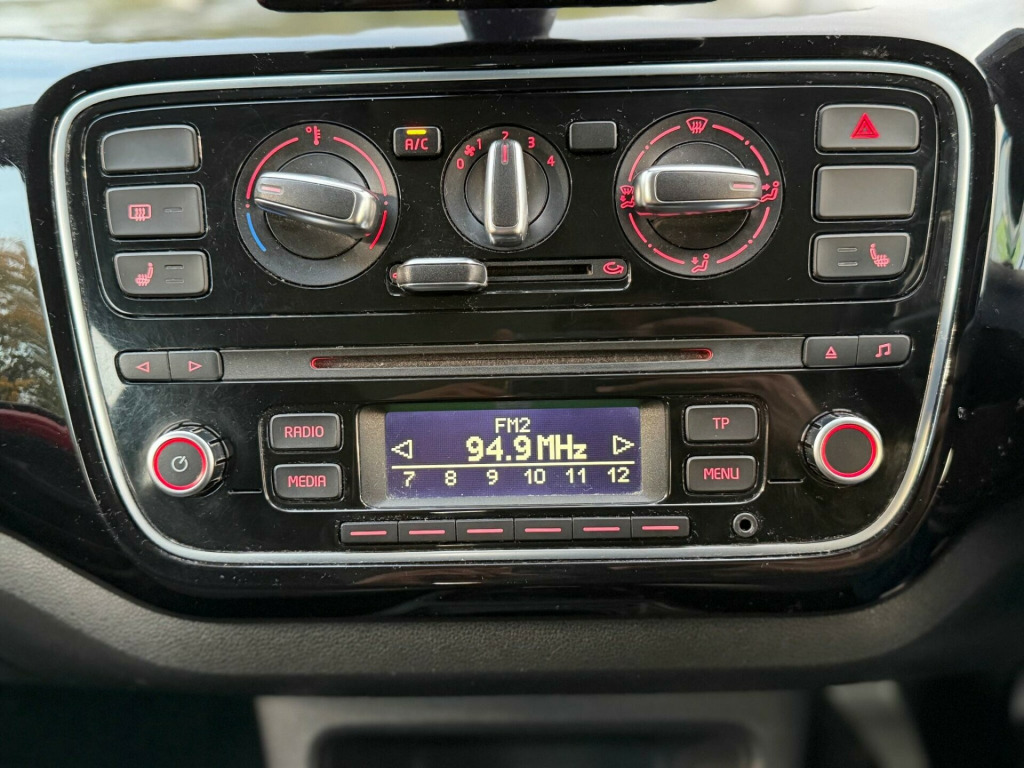 A/C
0 1 2 3 4
RADIO
MEDIA
FM2
94.9 MHz
7 8 9 10 11 12
TP
MENU